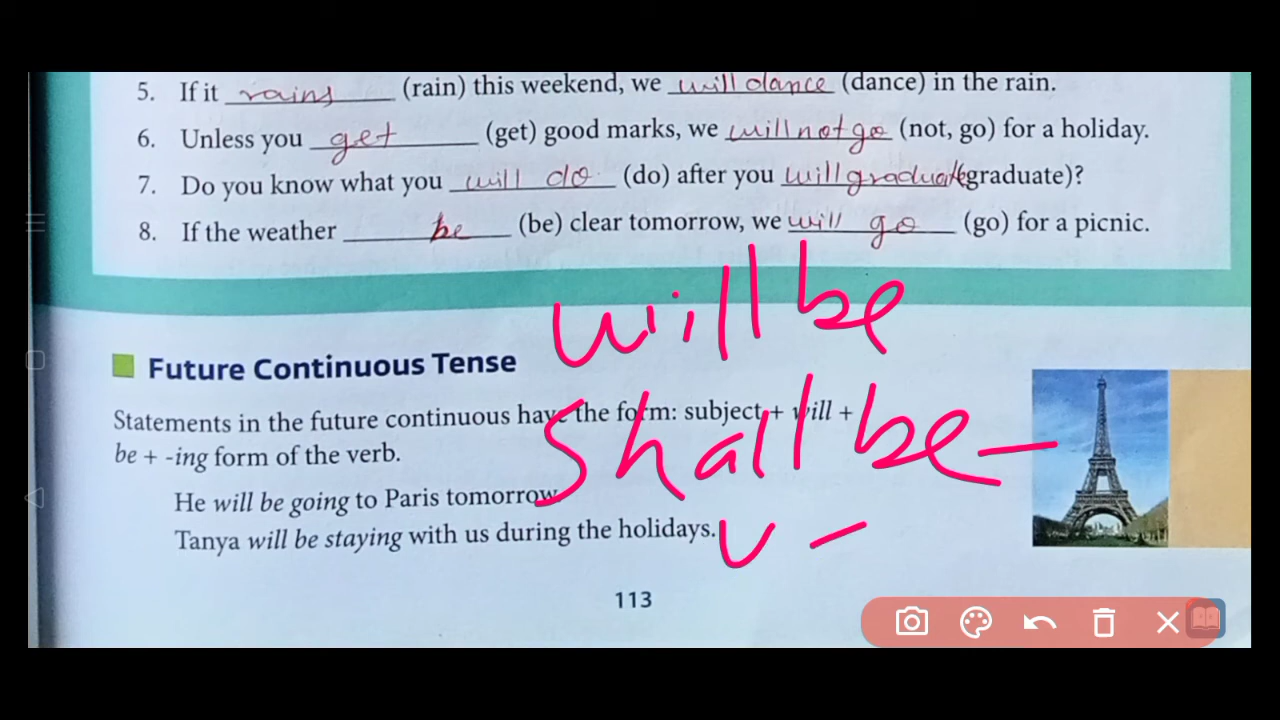 5. If it rains (rain) this weekend, we will dance (dance) in the rain.
6. Unless you get (get) good marks, we will not go (not, go) for a holiday.
7. Do you know what you will do (do) after you will graduate (graduate)?
8. If the weather be (be) clear tomorrow, we will go (go) for a picnic.
will be
Future Continuous Tense
shall be –
Statements in the future continuous have the form: subject + will +
be + -ing form of the verb.
He will be going to Paris tomorrow
Tanya will be staying with us during the holidays.
V –
113